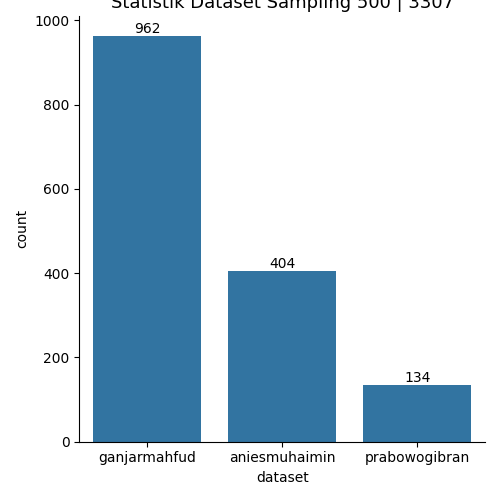 Statistik Dataset Sampling 500 | 3307
1000
962
800
600
count
400
404
200
134
0
ganjarmahfud aniesmuhaimin prabowogibran
dataset